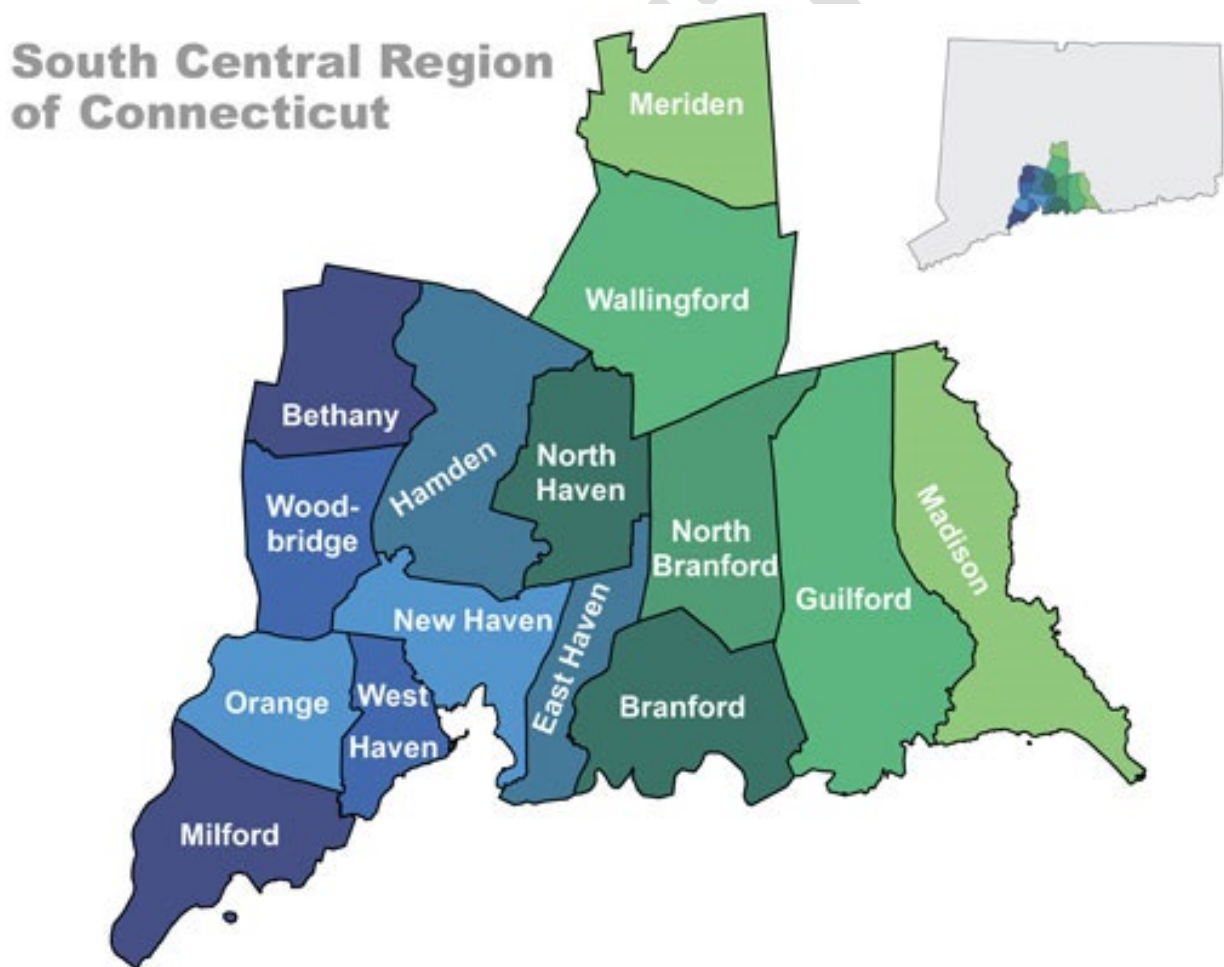 South Central Region
of Connecticut
Meriden
Wallingford
Bethany
Hamden
North
Haven
Wood-
bridge
North
Branford
Madison
Guilford
New Haven
East Haven
Orange
West
Haven
Branford
Milford